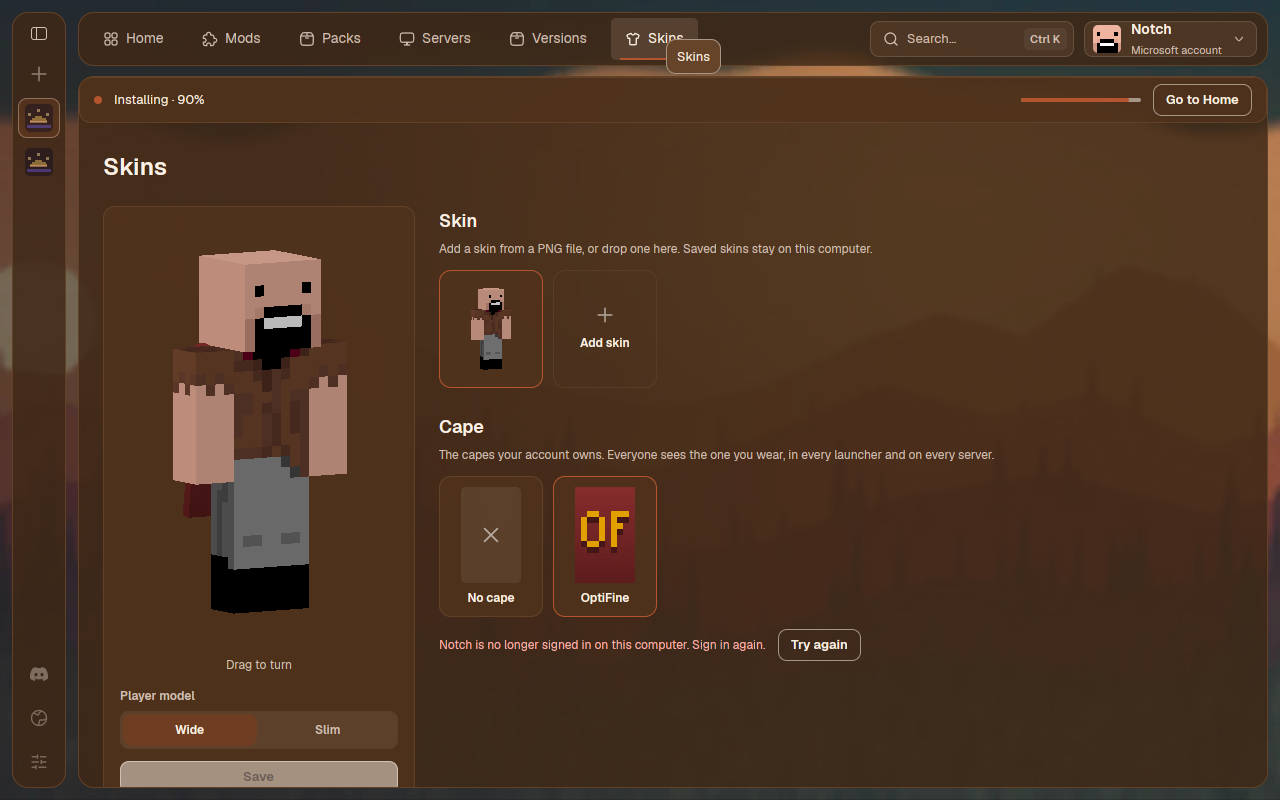 Home
Mods
Packs
Servers
Versions
Skins
Search...
Ctrl K
Notch
Microsoft account
Skins
Installing · 90%
Go to Home
Skins
Skin
Add a skin from a PNG file, or drop one here. Saved skins stay on this computer.
Add skin
Cape
The capes your account owns. Everyone sees the one you wear, in every launcher and on every server.
OF
No cape
OptiFine
Notch is no longer signed in on this computer. Sign in again.
Try again
Drag to turn
Player model
Wide
Slim
Save